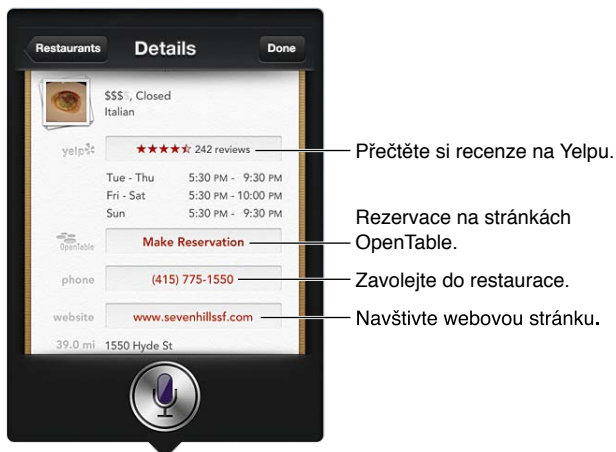 Restaurants Details Done
$$$$, Closed
Italian
yelp ★★★★⯪ 242 reviews
Přečtěte si recenze na Yelpu.
Tue - Thu 5:30 PM - 9:30 PM
Fri - Sat 5:30 PM - 10:00 PM
Sun 5:30 PM - 9:30 PM
OpenTable Make Reservation
Rezervace na stránkách
OpenTable.
phone (415) 775-1550
Zavolejte do restaurace.
website www.sevenhillssf.com
Navštivte webovou stránku.
39.0 mi 1550 Hyde St